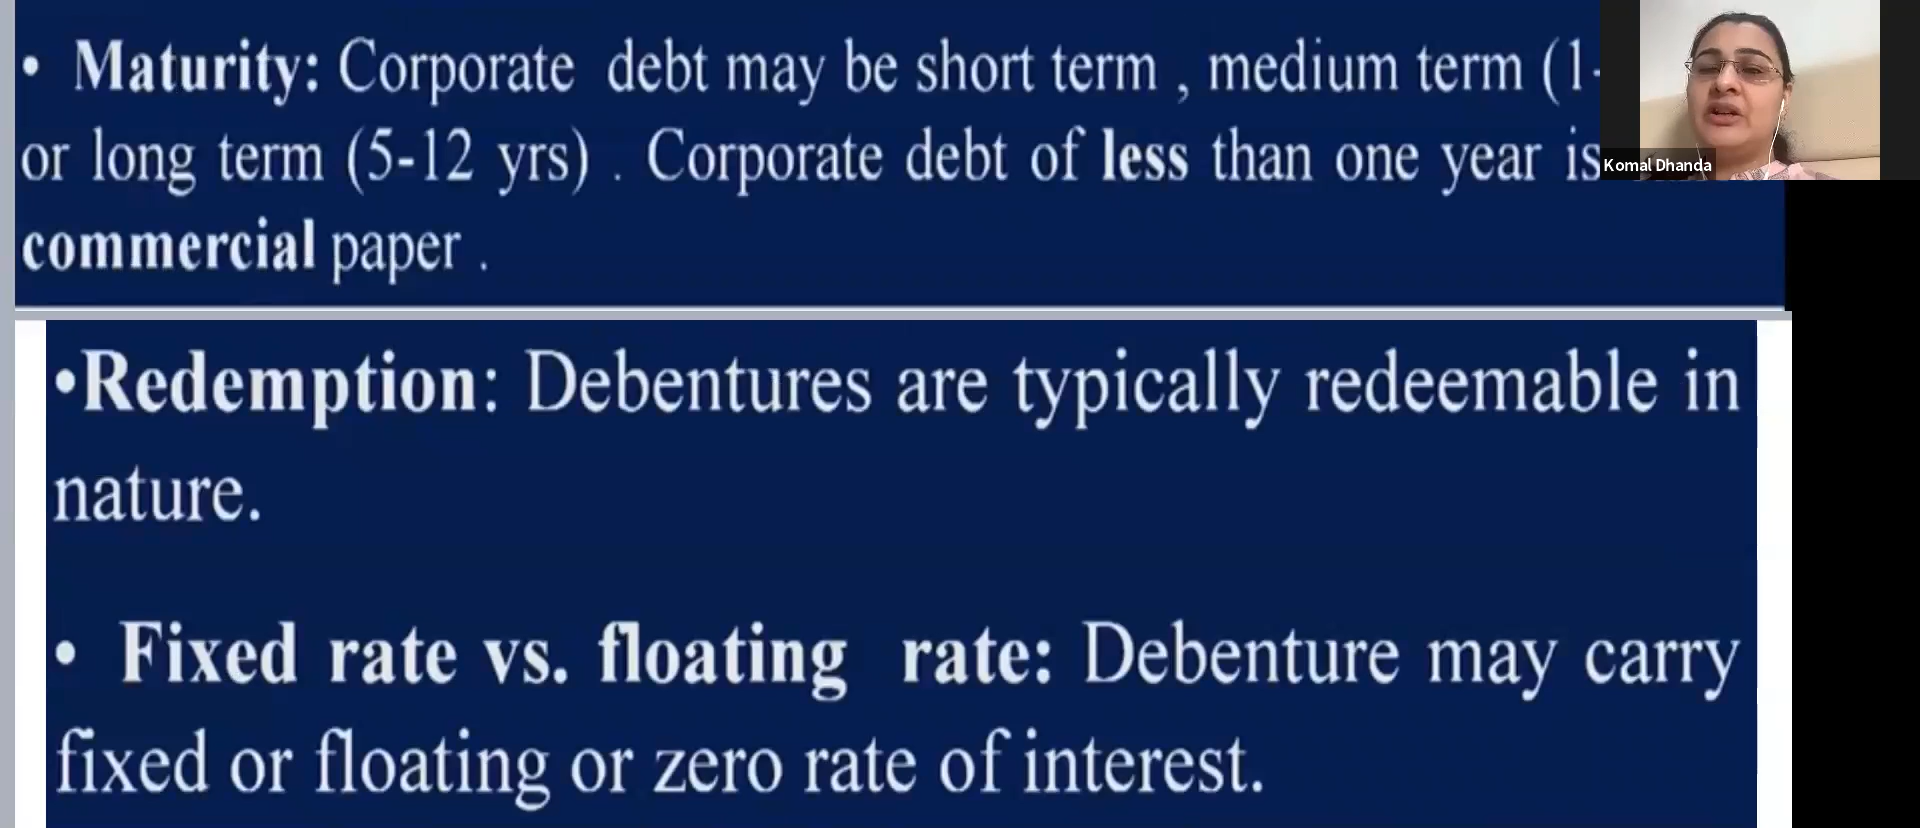 • Maturity: Corporate debt may be short term , medium term (1-
or long term (5-12 yrs) . Corporate debt of less than one year is
commercial paper .
Komal Dhanda
•Redemption: Debentures are typically redeemable in
nature.
• Fixed rate vs. floating rate: Debenture may carry
fixed or floating or zero rate of interest.